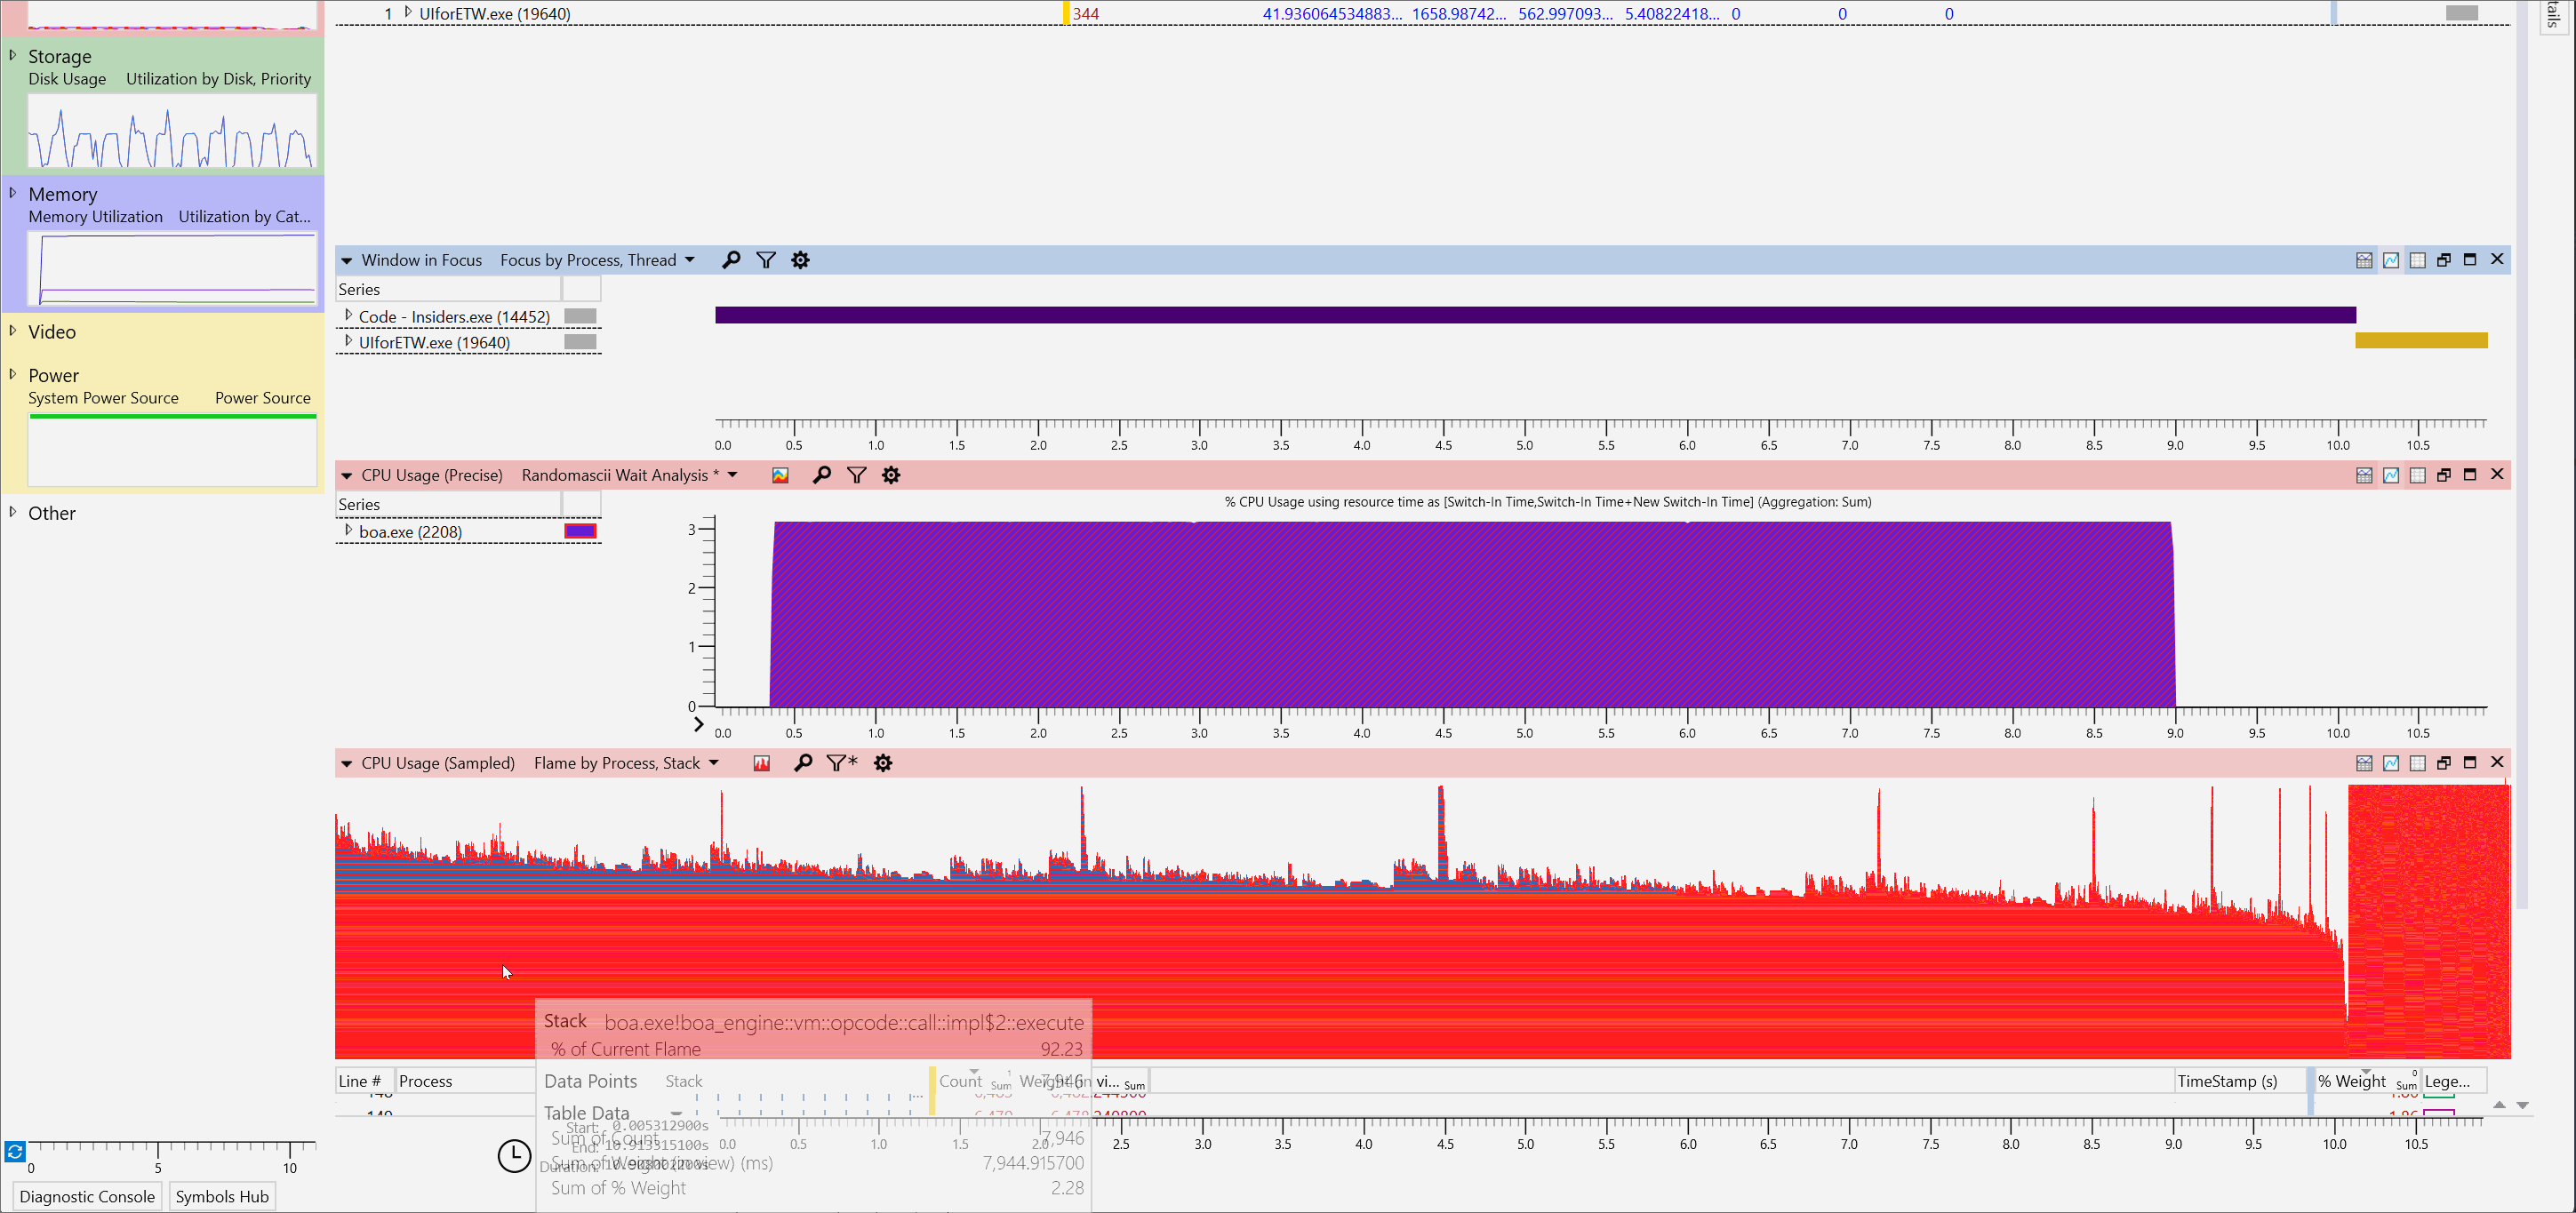 1 UIforETW.exe (19640) 344 41.936064534883... 1658.98742... 562.997093... 5.40822418... 0 0 0
tails
Storage
Disk Usage Utilization by Disk, Priority
Memory
Memory Utilization Utilization by Cat...
Video
Power
System Power Source Power Source
Other
0 5 10
Diagnostic Console Symbols Hub
Window in Focus Focus by Process, Thread
Series
Code - Insiders.exe (14452)
UIforETW.exe (19640)
0.0 0.5 1.0 1.5 2.0 2.5 3.0 3.5 4.0 4.5 5.0 5.5 6.0 6.5 7.0 7.5 8.0 8.5 9.0 9.5 10.0 10.5
CPU Usage (Precise) Randomascii Wait Analysis *
Series
boa.exe (2208)
% CPU Usage using resource time as [Switch-In Time,Switch-In Time+New Switch-In Time] (Aggregation: Sum)
3
2
1
0
0.0 0.5 1.0 1.5 2.0 2.5 3.0 3.5 4.0 4.5 5.0 5.5 6.0 6.5 7.0 7.5 8.0 8.5 9.0 9.5 10.0 10.5
CPU Usage (Sampled) Flame by Process, Stack
*
Stack boa.exe!boa_engine::vm::opcode::call::impl$2::execute
% of Current Flame 92.23
Line # Process Stack Count Sum 1 Weight (in vi... Sum TimeStamp (s) % Weight Sum 0 Lege...
Data Points 7,946
Table Data
Sum of Count 7,946
Sum of Weight (in view) (ms) 7,944.915700
Sum of % Weight 2.28
Start: 0.005312900s
End: 10.913315100s
Duration:
0.0 0.5 1.0 1.5 2.0 2.5 3.0 3.5 4.0 4.5 5.0 5.5 6.0 6.5 7.0 7.5 8.0 8.5 9.0 9.5 10.0 10.5